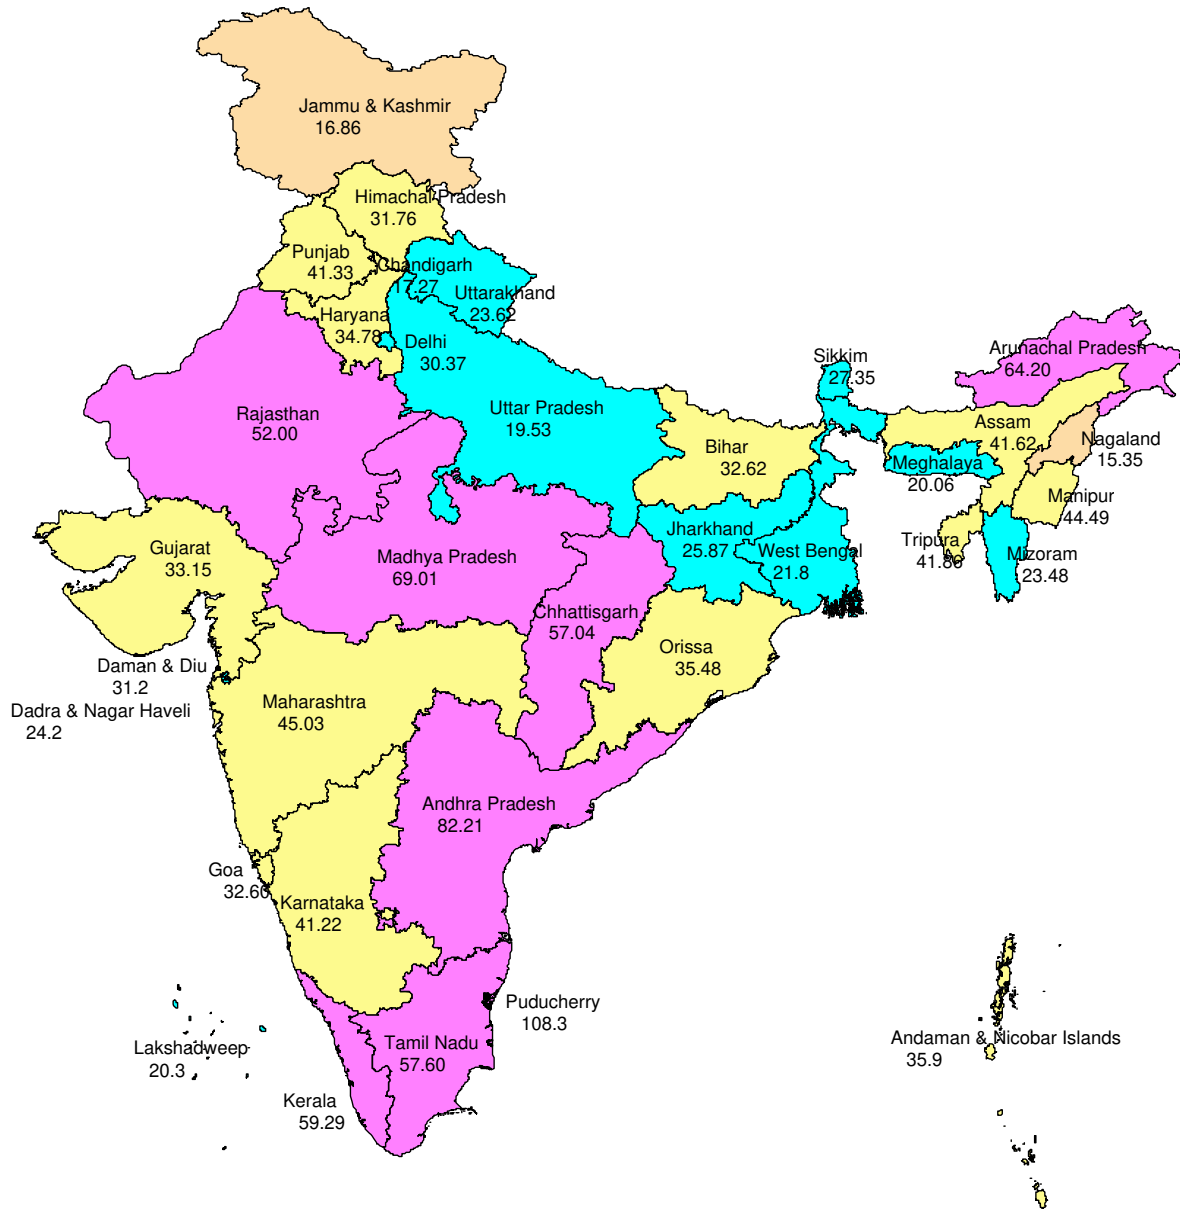 Jammu & Kashmir
16.86
Himachal Pradesh
31.76
Punjab
41.33
Chandigarh
17.27
Uttarakhand
23.62
Haryana
34.78
Delhi
30.37
Sikkim
27.35
Arunachal Pradesh
64.20
Rajasthan
52.00
Uttar Pradesh
19.53
Bihar
32.62
Assam
41.62
Nagaland
15.35
Meghalaya
20.06
Manipur
44.49
Gujarat
33.15
Madhya Pradesh
69.01
Jharkhand
25.87
West Bengal
21.8
Tripura
41.86
Mizoram
23.48
Chhattisgarh
57.04
Orissa
35.48
Daman & Diu
31.2
Dadra & Nagar Haveli
24.2
Maharashtra
45.03
Andhra Pradesh
82.21
Goa
32.60
Karnataka
41.22
Puducherry
108.3
Lakshadweep
20.3
Tamil Nadu
57.60
Andaman & Nicobar Islands
35.9
Kerala
59.29